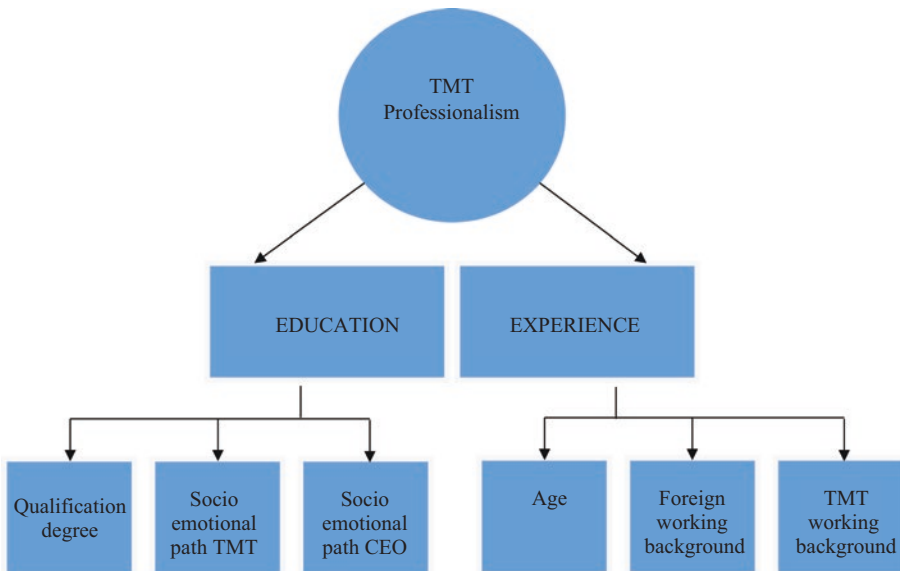 TMT
Professionalism
EDUCATION
EXPERIENCE
Qualification
degree
Socio
emotional
path TMT
Socio
emotional
path CEO
Age
Foreign
working
background
TMT
working
background